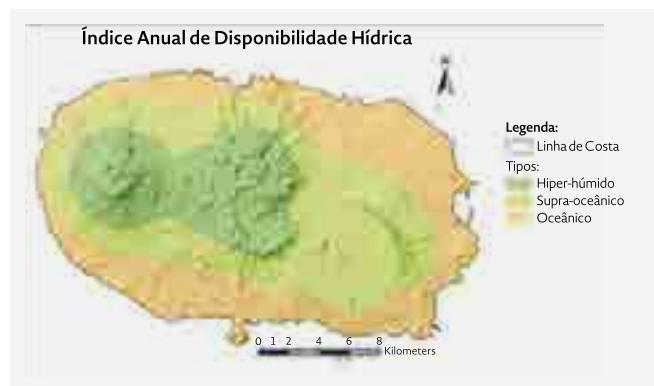 Índice Anual de Disponibilidade Hídrica
Legenda:
Linha de Costa
Tipos:
Hiper-húmido
Supra-oceânico
Oceânico
0 1 2 4 6 8
Kilometers